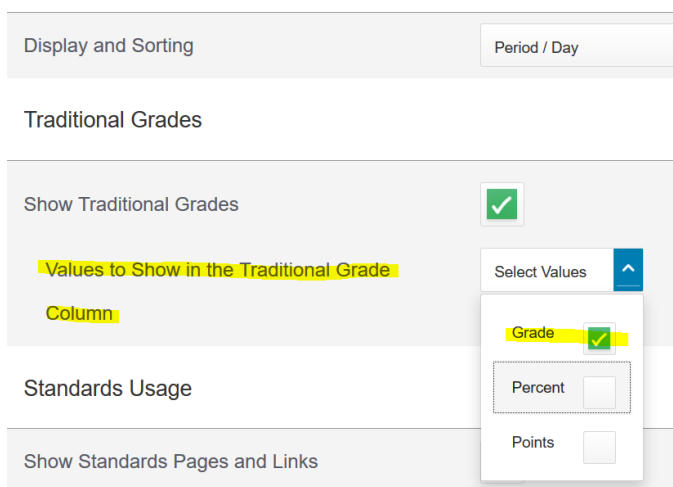 Display and Sorting
Period / Day
Traditional Grades
Show Traditional Grades
Values to Show in the Traditional Grade
Column
Select Values
Grade
Percent
Points
Standards Usage
Show Standards Pages and Links